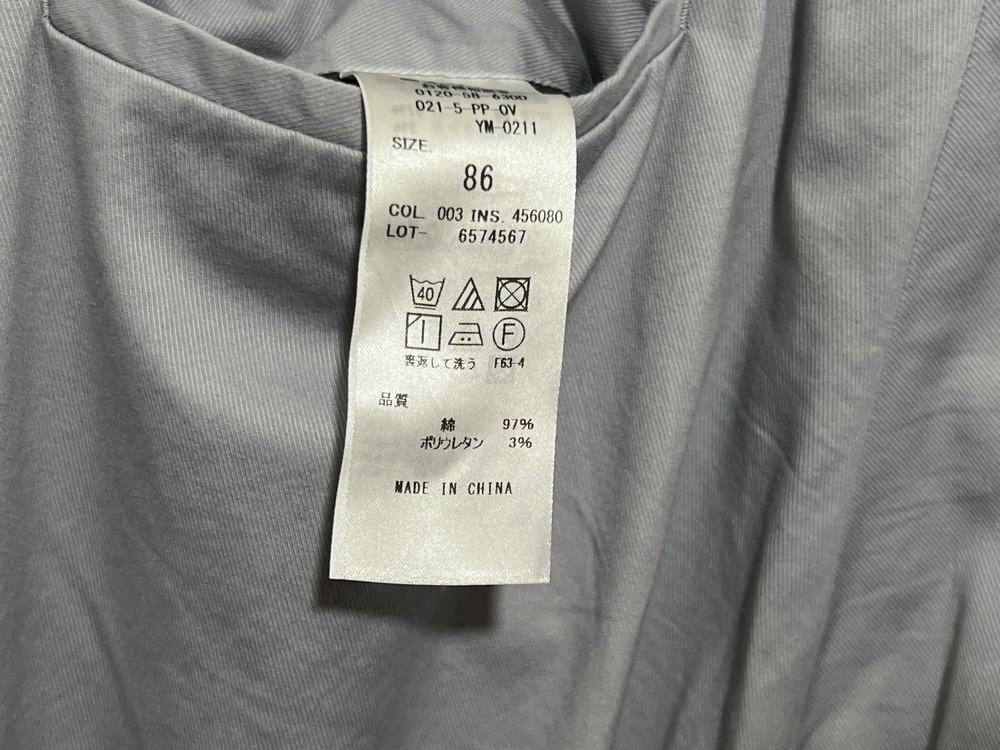 0120-58-6300
021-5-PP-OV
YM-0211
SIZE.
86
COL. 003 INS. 456080
LOT- 6574567
40
F
裏返して洗う F63-4
品質
綿 97%
ポリウレタン 3%
MADE IN CHINA